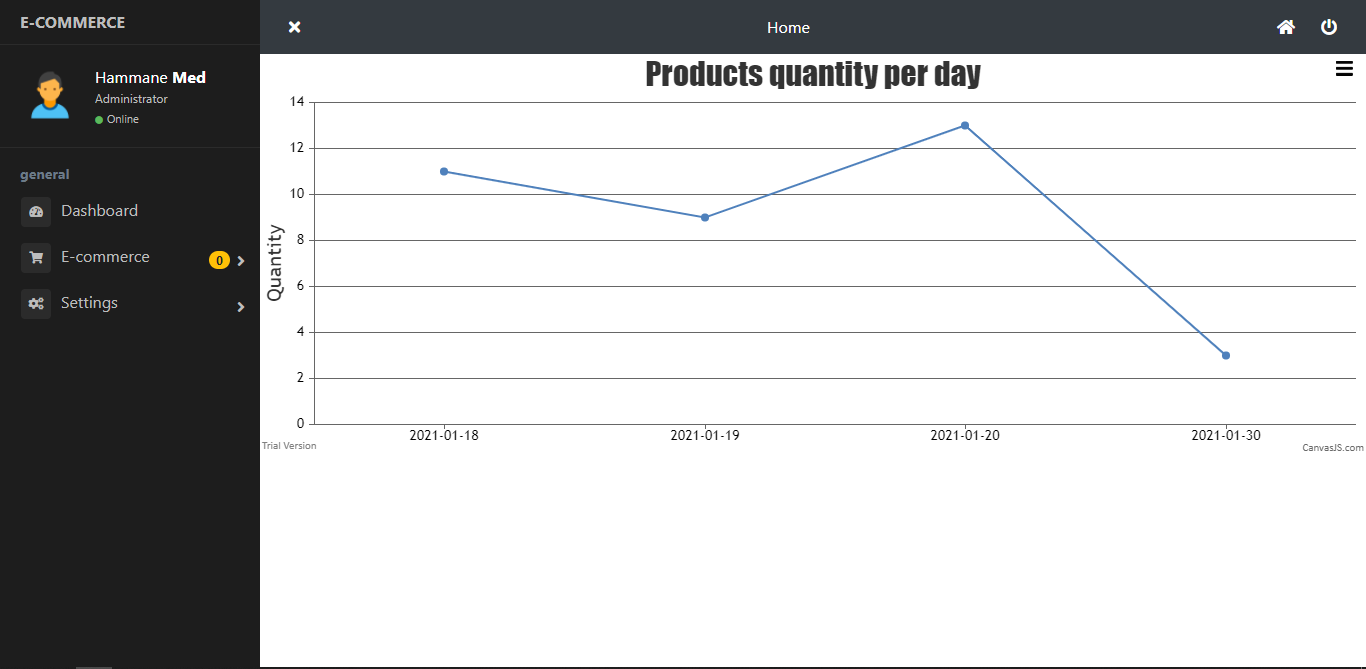 E-COMMERCE
Hammane Med
Administrator
Online
general
Dashboard
E-commerce 0
Settings
Home
Products quantity per day
Quantity
14
12
10
8
6
4
2
0
2021-01-18 2021-01-19 2021-01-20 2021-01-30
Trial Version
CanvasJS.com